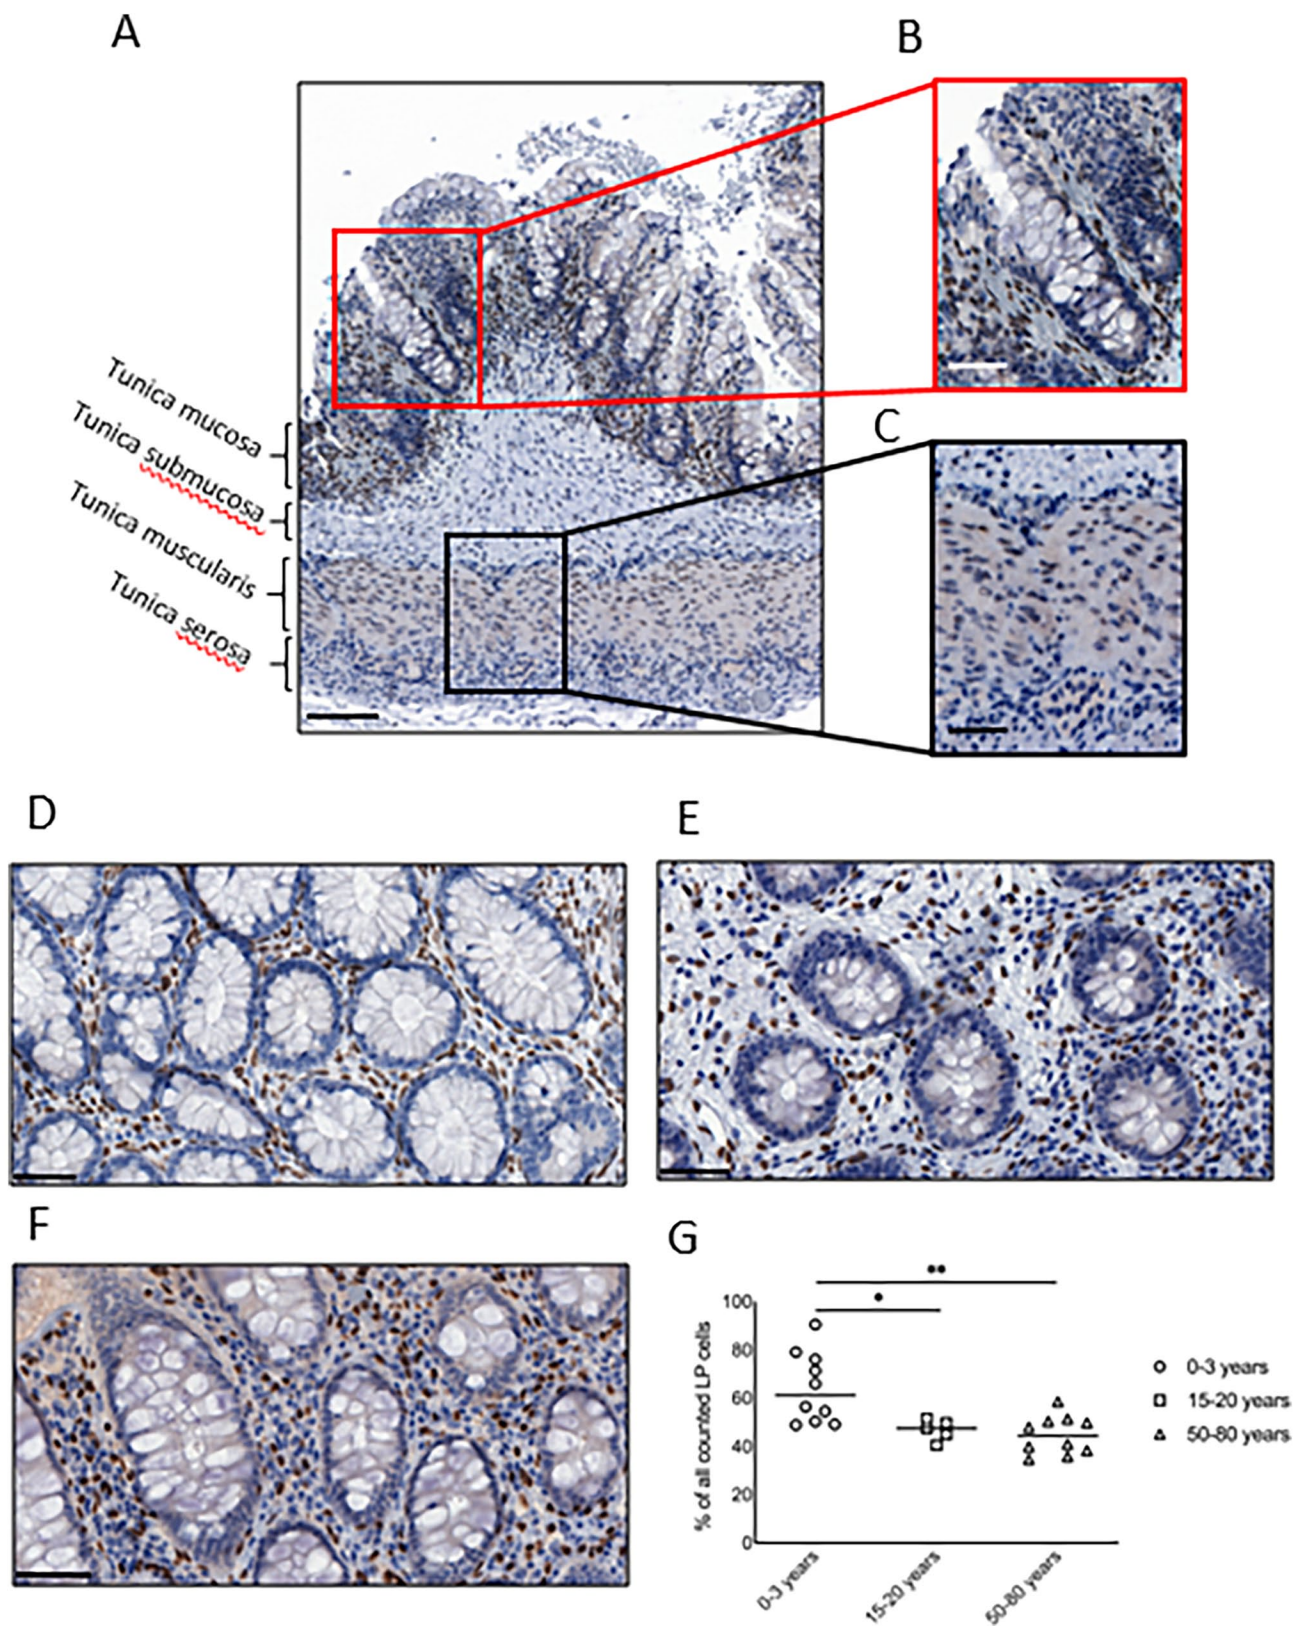 A
B
Tunica mucosa
Tunica submucosa
Tunica muscularis
Tunica serosa
C
D
E
F
G
% of all counted LP cells
100
80
60
40
20
0
0-3 years
15-20 years
50-80 years
0-3 years
15-20 years
50-80 years